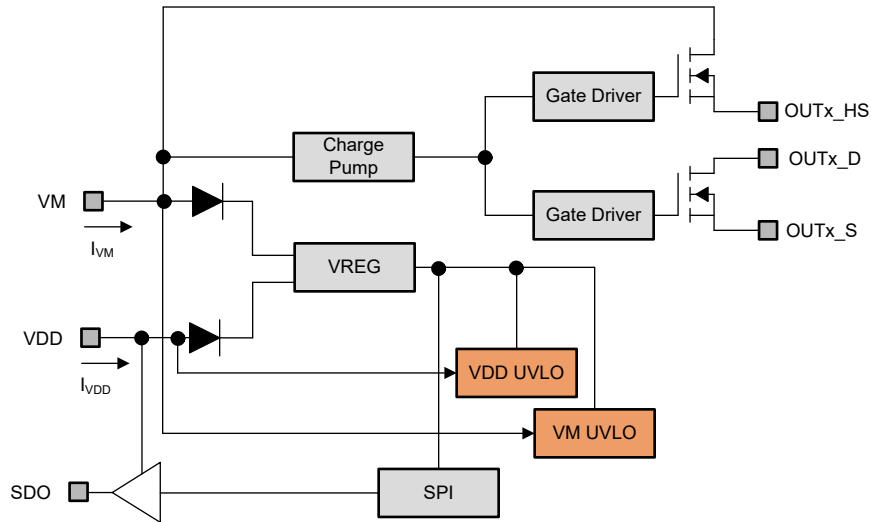 Gate Driver
OUTx_HS
Charge
Pump
OUTx_D
VM
Gate Driver
OUTx_S
IVM
VREG
VDD
VDD UVLO
IVDD
VM UVLO
SDO
SPI